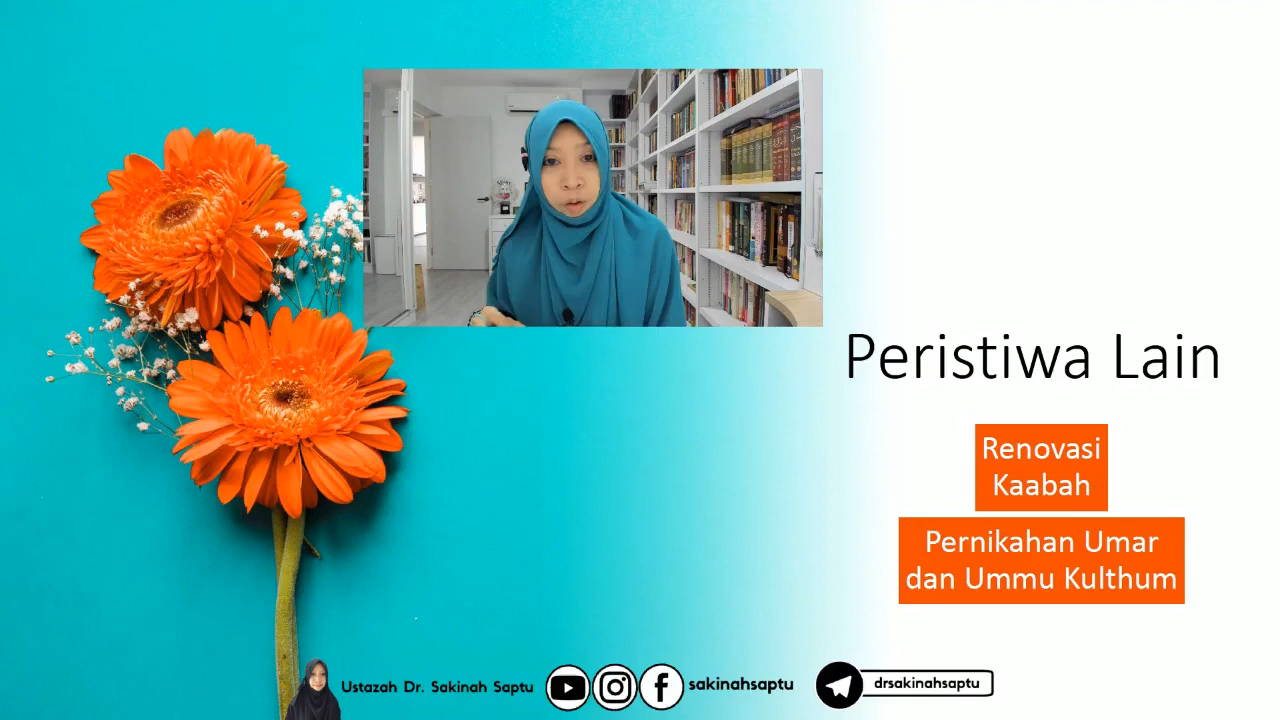 Peristiwa Lain
Renovasi
Kaabah
Pernikahan Umar
dan Ummu Kulthum
Ustazah Dr. Sakinah Saptu
sakinahsaptu
drsakinahsaptu